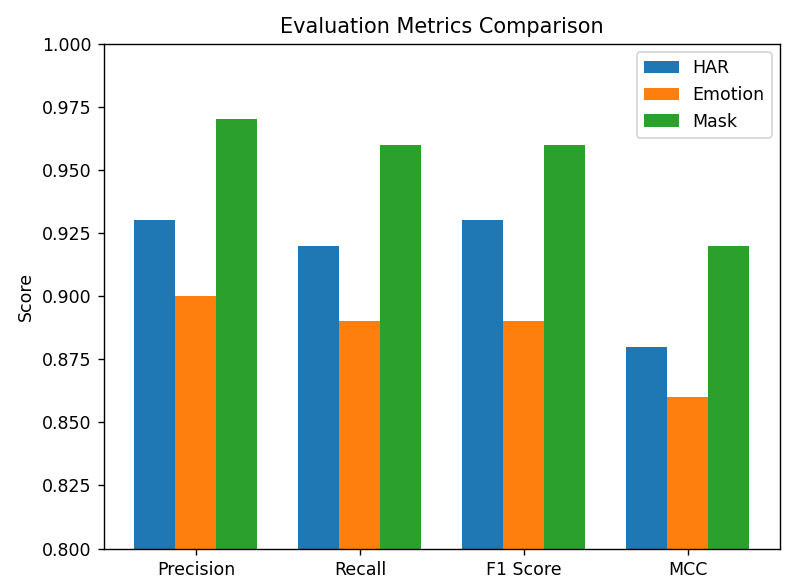 Evaluation Metrics Comparison
HAR
Emotion
Mask
Score
1.000
0.975
0.950
0.925
0.900
0.875
0.850
0.825
0.800
Precision Recall F1 Score MCC